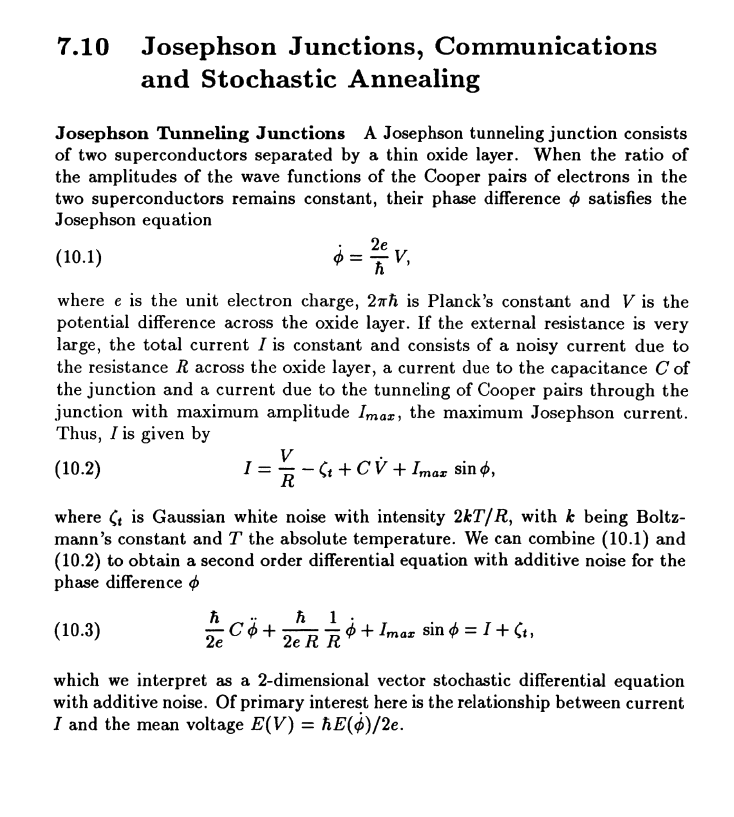 7.10 Josephson Junctions, Communications
and Stochastic Annealing
Josephson Tunneling Junctions A Josephson tunneling junction consists
of two superconductors separated by a thin oxide layer. When the ratio of
the amplitudes of the wave functions of the Cooper pairs of electrons in the
two superconductors remains constant, their phase difference ϕ satisfies the
Josephson equation
(10.1) ϕ̇ = 2e/ħ V,
where e is the unit electron charge, 2πħ is Planck's constant and V is the
potential difference across the oxide layer. If the external resistance is very
large, the total current I is constant and consists of a noisy current due to
the resistance R across the oxide layer, a current due to the capacitance C of
the junction and a current due to the tunneling of Cooper pairs through the
junction with maximum amplitude I_max, the maximum Josephson current.
Thus, I is given by
(10.2) I = V/R − ζ_t + C V̇ + I_max sin ϕ,
where ζ_t is Gaussian white noise with intensity 2kT/R, with k being Boltz-
mann's constant and T the absolute temperature. We can combine (10.1) and
(10.2) to obtain a second order differential equation with additive noise for the
phase difference ϕ
(10.3) ħ/2e C ϕ̈ + ħ/2e R 1/R ϕ̇ + I_max sin ϕ = I + ζ_t,
which we interpret as a 2-dimensional vector stochastic differential equation
with additive noise. Of primary interest here is the relationship between current
I and the mean voltage E(V) = ħE(ϕ̇)/2e.